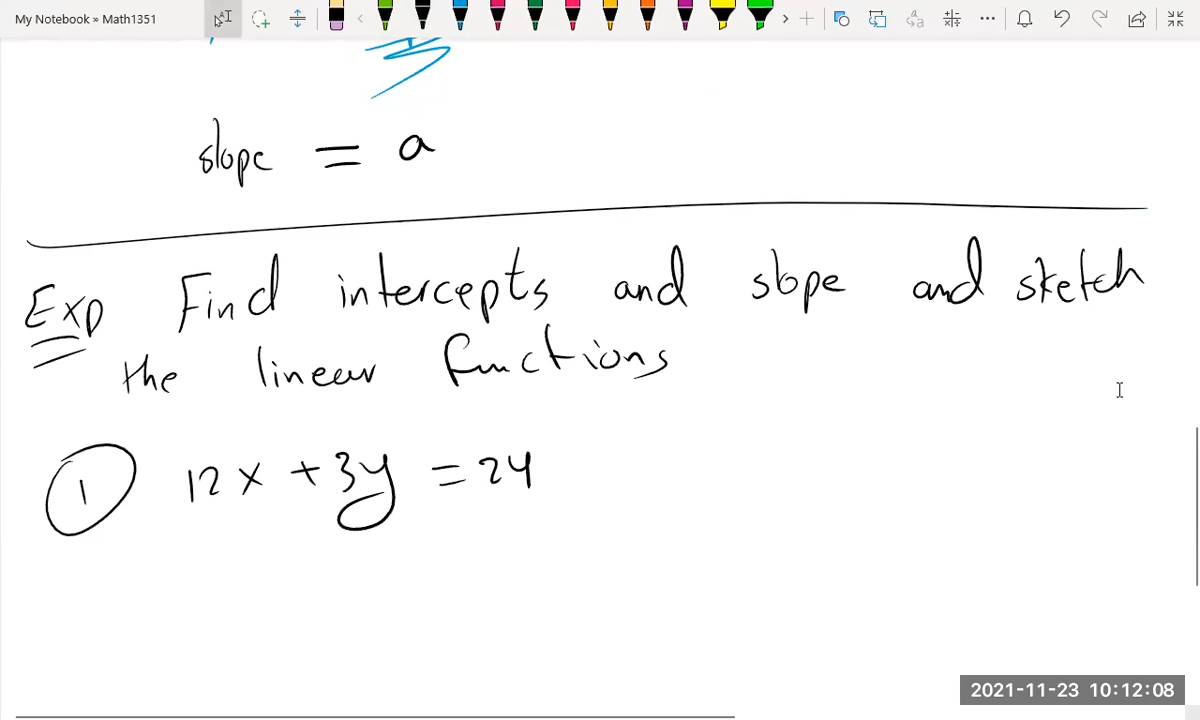 My Notebook » Math1351
slope = a
Exp Find intercepts and slope and sketch
the linear functions
1 12x + 3y = 24
2021-11-23 10:12:08